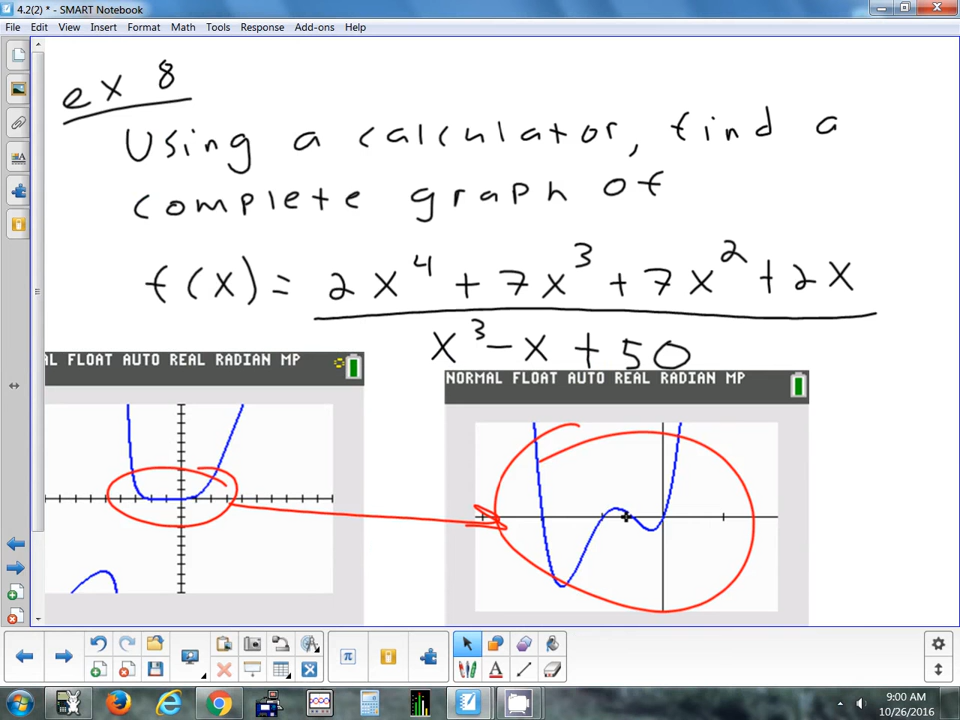 4.2(2) * - SMART Notebook
File Edit View Insert Format Math Tools Response Add-ons Help
ex 8
Using a calculator, find a
complete graph of
f(x) = 2x⁴ + 7x³ + 7x² + 2x
x³ - x + 50
AL FLOAT AUTO REAL RADIAN MP
NORMAL FLOAT AUTO REAL RADIAN MP
9:00 AM
10/26/2016